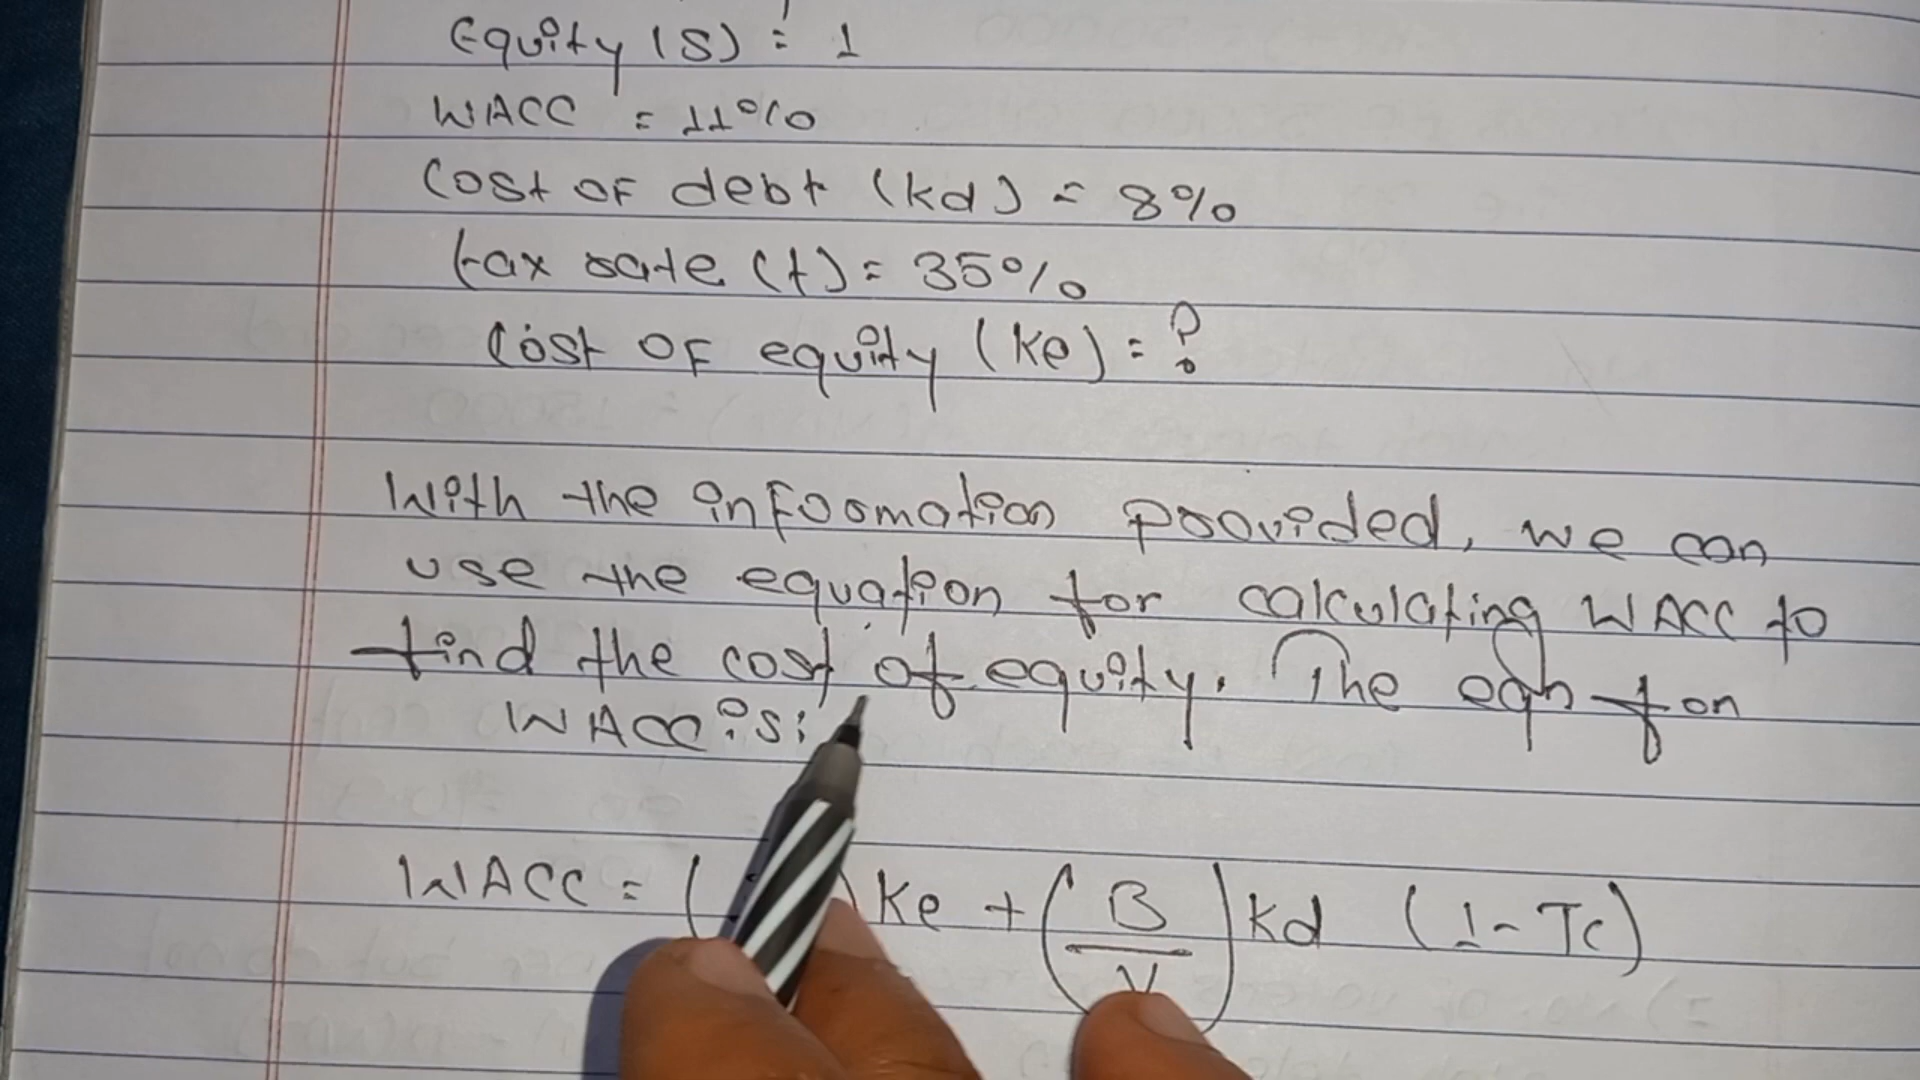 Equity (S) = 1
WACC = 11%
Cost of debt (kd) = 8%
tax rate (t) = 35%
Cost of equity (ke) = ?
With the information provided, we can
use the equation for calculating WACC to
find the cost of equity. The eqn for
WACC is:
WACC = ( )ke + (B/V) kd (1-Tc)